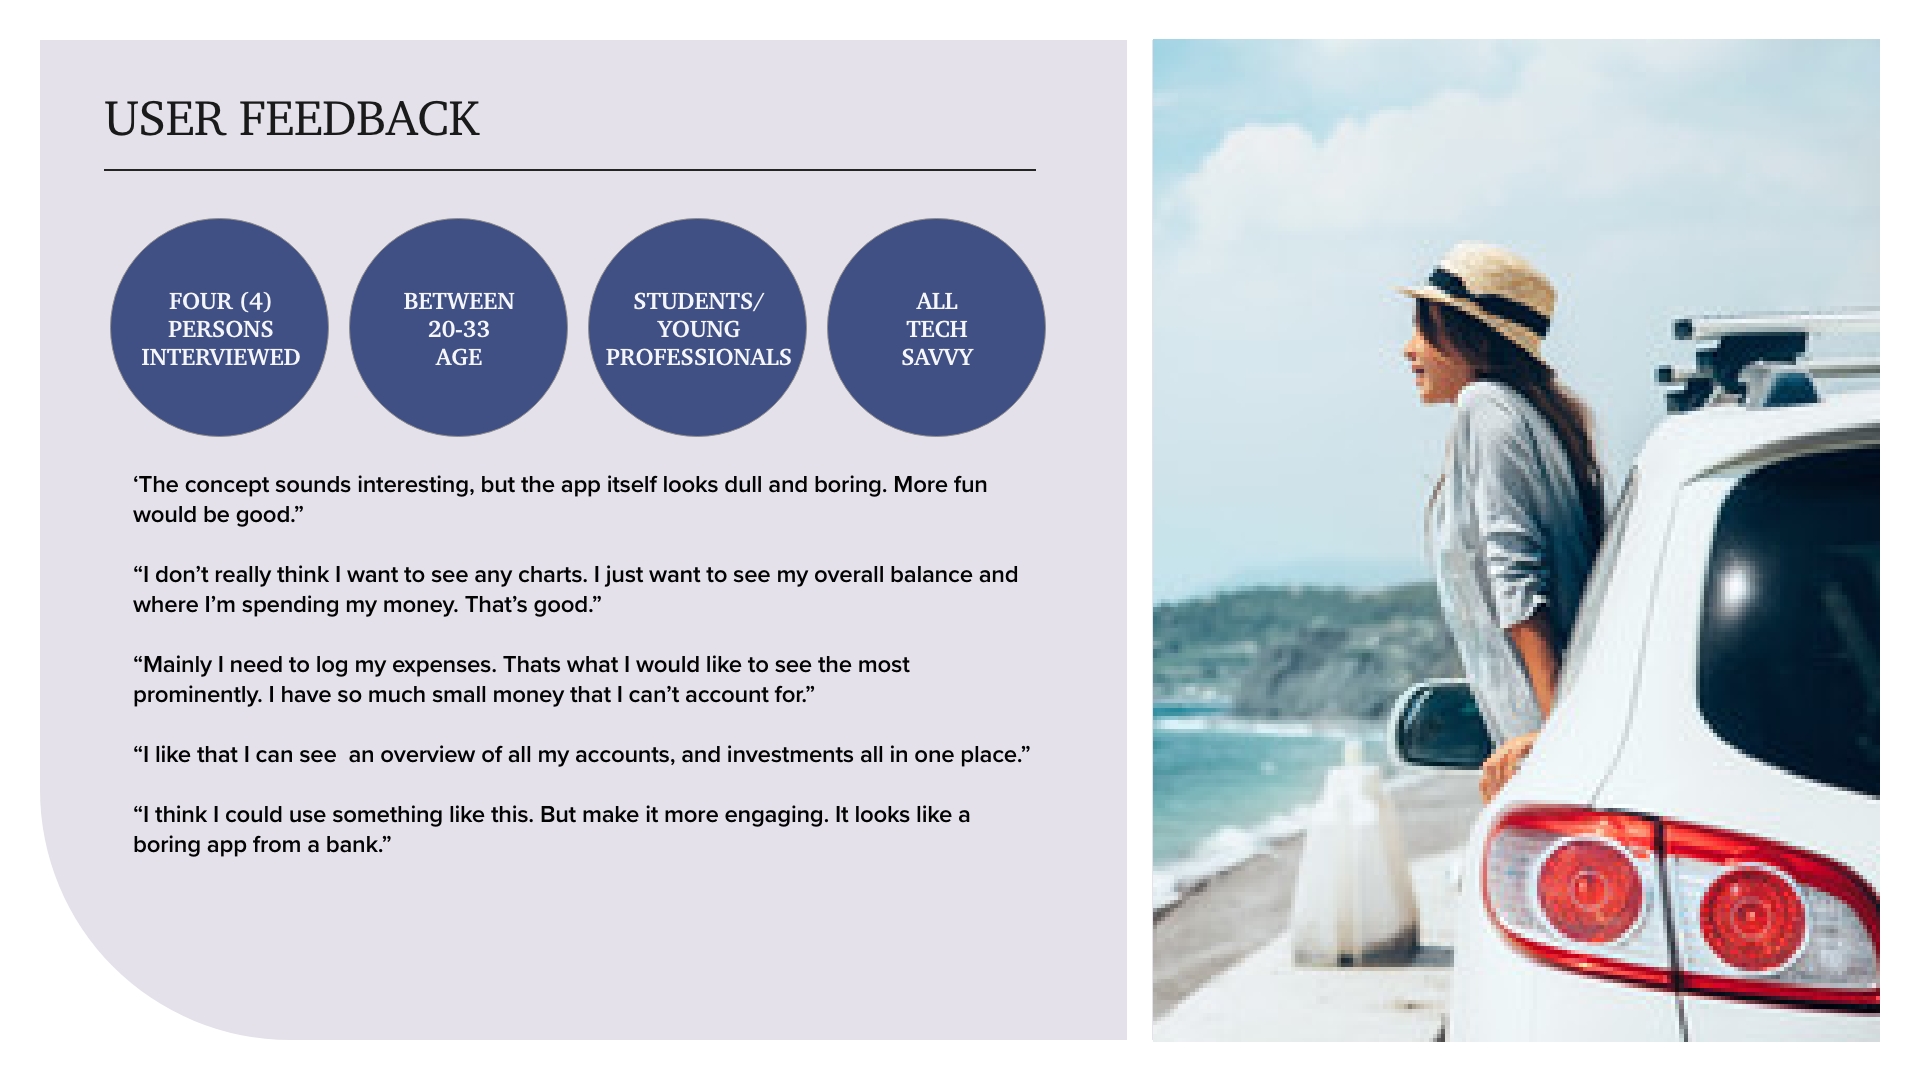 USER FEEDBACK
FOUR (4)
PERSONS
INTERVIEWED
BETWEEN
20-33
AGE
STUDENTS/
YOUNG
PROFESSIONALS
ALL
TECH
SAVVY
‘The concept sounds interesting, but the app itself looks dull and boring. More fun
would be good.”
“I don’t really think I want to see any charts. I just want to see my overall balance and
where I’m spending my money. That’s good.”
“Mainly I need to log my expenses. Thats what I would like to see the most
prominently. I have so much small money that I can’t account for.”
“I like that I can see  an overview of all my accounts, and investments all in one place.”
“I think I could use something like this. But make it more engaging. It looks like a
boring app from a bank.”